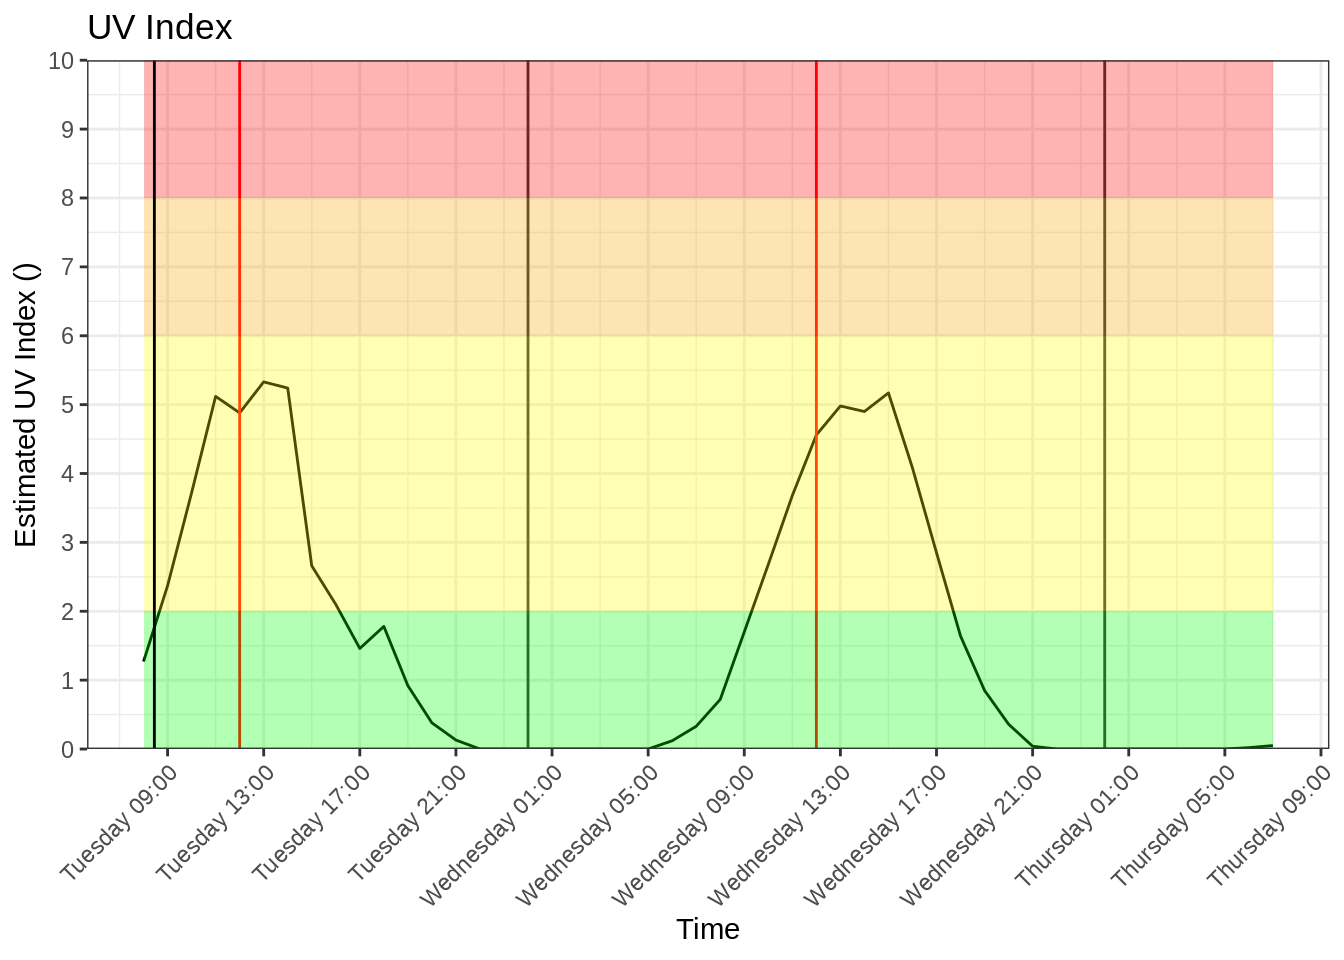 UV Index
Estimated UV Index ()
10
9
8
7
6
5
4
3
2
1
0
Tuesday 09:00
Tuesday 13:00
Tuesday 17:00
Tuesday 21:00
Wednesday 01:00
Wednesday 05:00
Wednesday 09:00
Wednesday 13:00
Wednesday 17:00
Wednesday 21:00
Thursday 01:00
Thursday 05:00
Thursday 09:00
Time